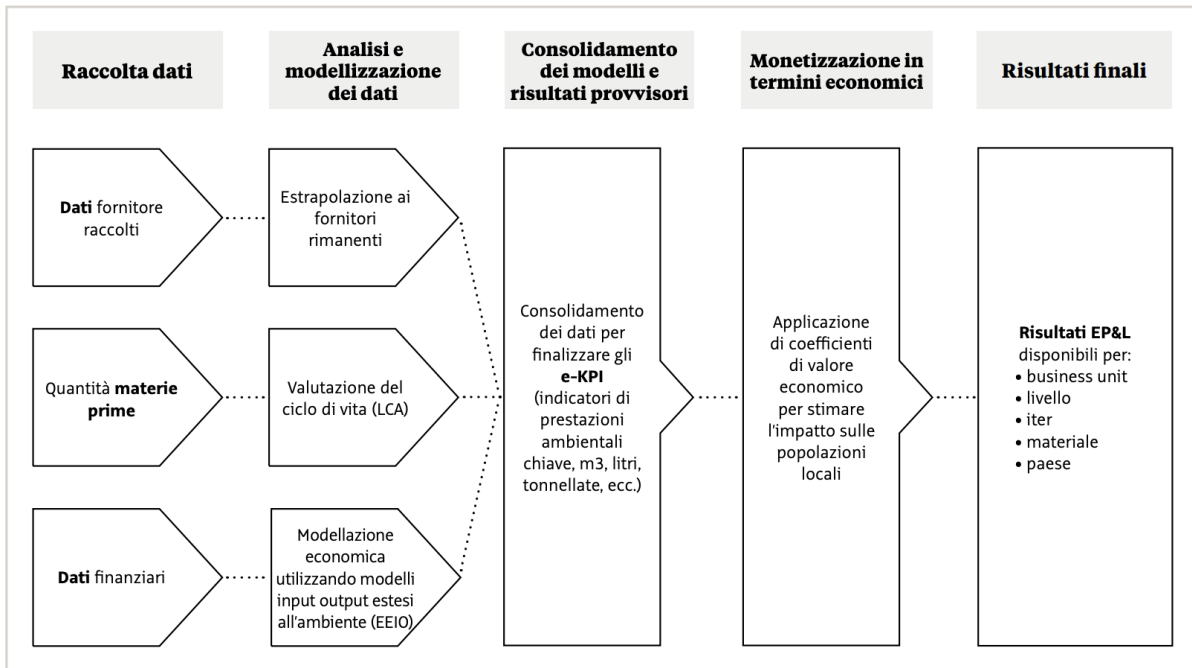 Raccolta dati
Analisi e
modellizzazione
dei dati
Consolidamento
dei modelli e
risultati provvisori
Monetizzazione in
termini economici
Risultati finali
Dati fornitore
raccolti
Estrapolazione ai
fornitori
rimanenti
Quantità materie
prime
Valutazione del
ciclo di vita (LCA)
Dati finanziari
Modellazione
economica
utilizzando modelli
input output estesi
all'ambiente (EEIO)
Consolidamento
dei dati per
finalizzare gli
e-KPI
(indicatori di
prestazioni
ambientali
chiave, m3, litri,
tonnellate, ecc.)
Applicazione
di coefficienti
di valore
economico
per stimare
l'impatto sulle
popolazioni
locali
Risultati EP&L
disponibili per:
• business unit
• livello
• iter
• materiale
• paese